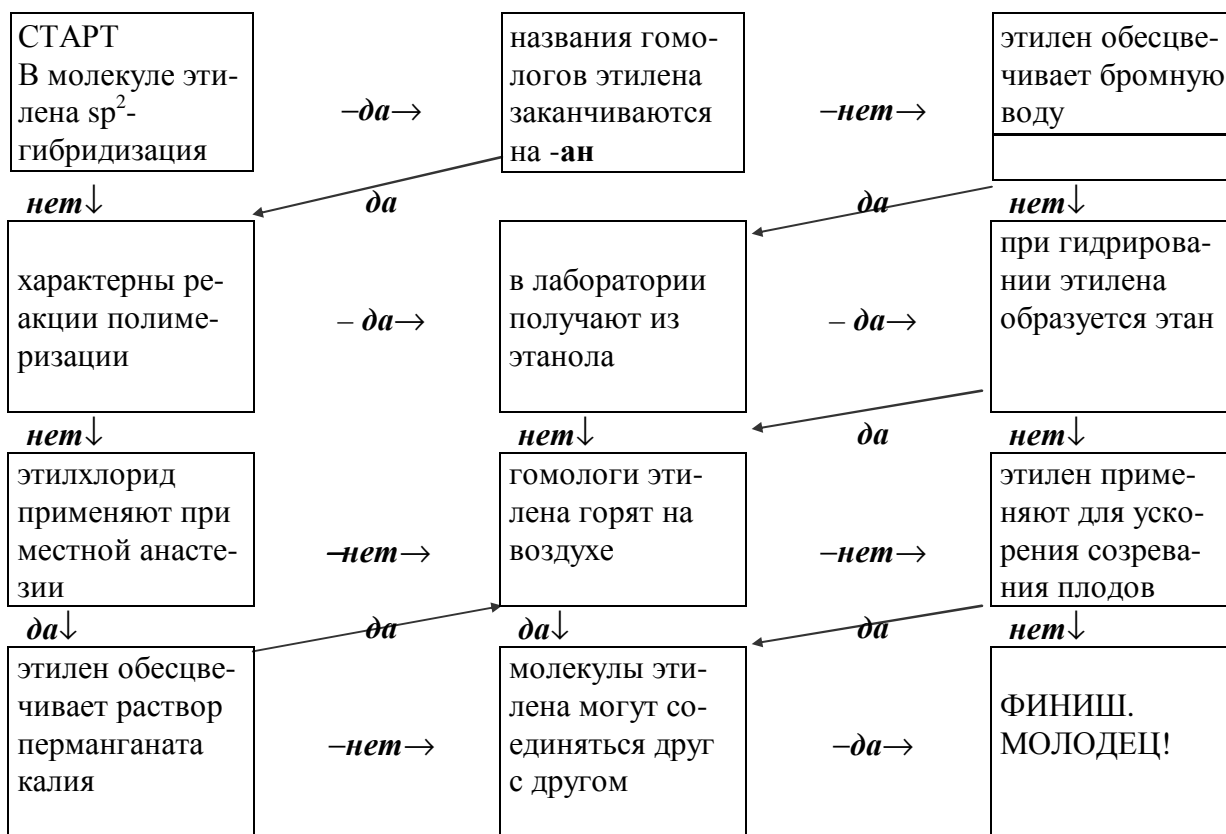 СТАРТ
В молекуле эти-
лена sp²-
гибридизация
–да→
названия гомо-
логов этилена
заканчиваются
на -ан
–нет→
этилен обесцве-
чивает бромную
воду
нет↓
да
да
нет↓
характерны ре-
акции полиме-
ризации
– да→
в лаборатории
получают из
этанола
– да→
при гидрирова-
нии этилена
образуется этан
нет↓
нет↓
да
нет↓
этилхлорид
применяют при
местной анасте-
зии
–нет→
гомологи эти-
лена горят на
воздухе
–нет→
этилен приме-
няют для уско-
рения созрева-
ния плодов
да↓
да
да↓
да
нет↓
этилен обесцве-
чивает раствор
перманганата
калия
–нет→
молекулы эти-
лена могут со-
единяться друг
с другом
–да→
ФИНИШ.
МОЛОДЕЦ!